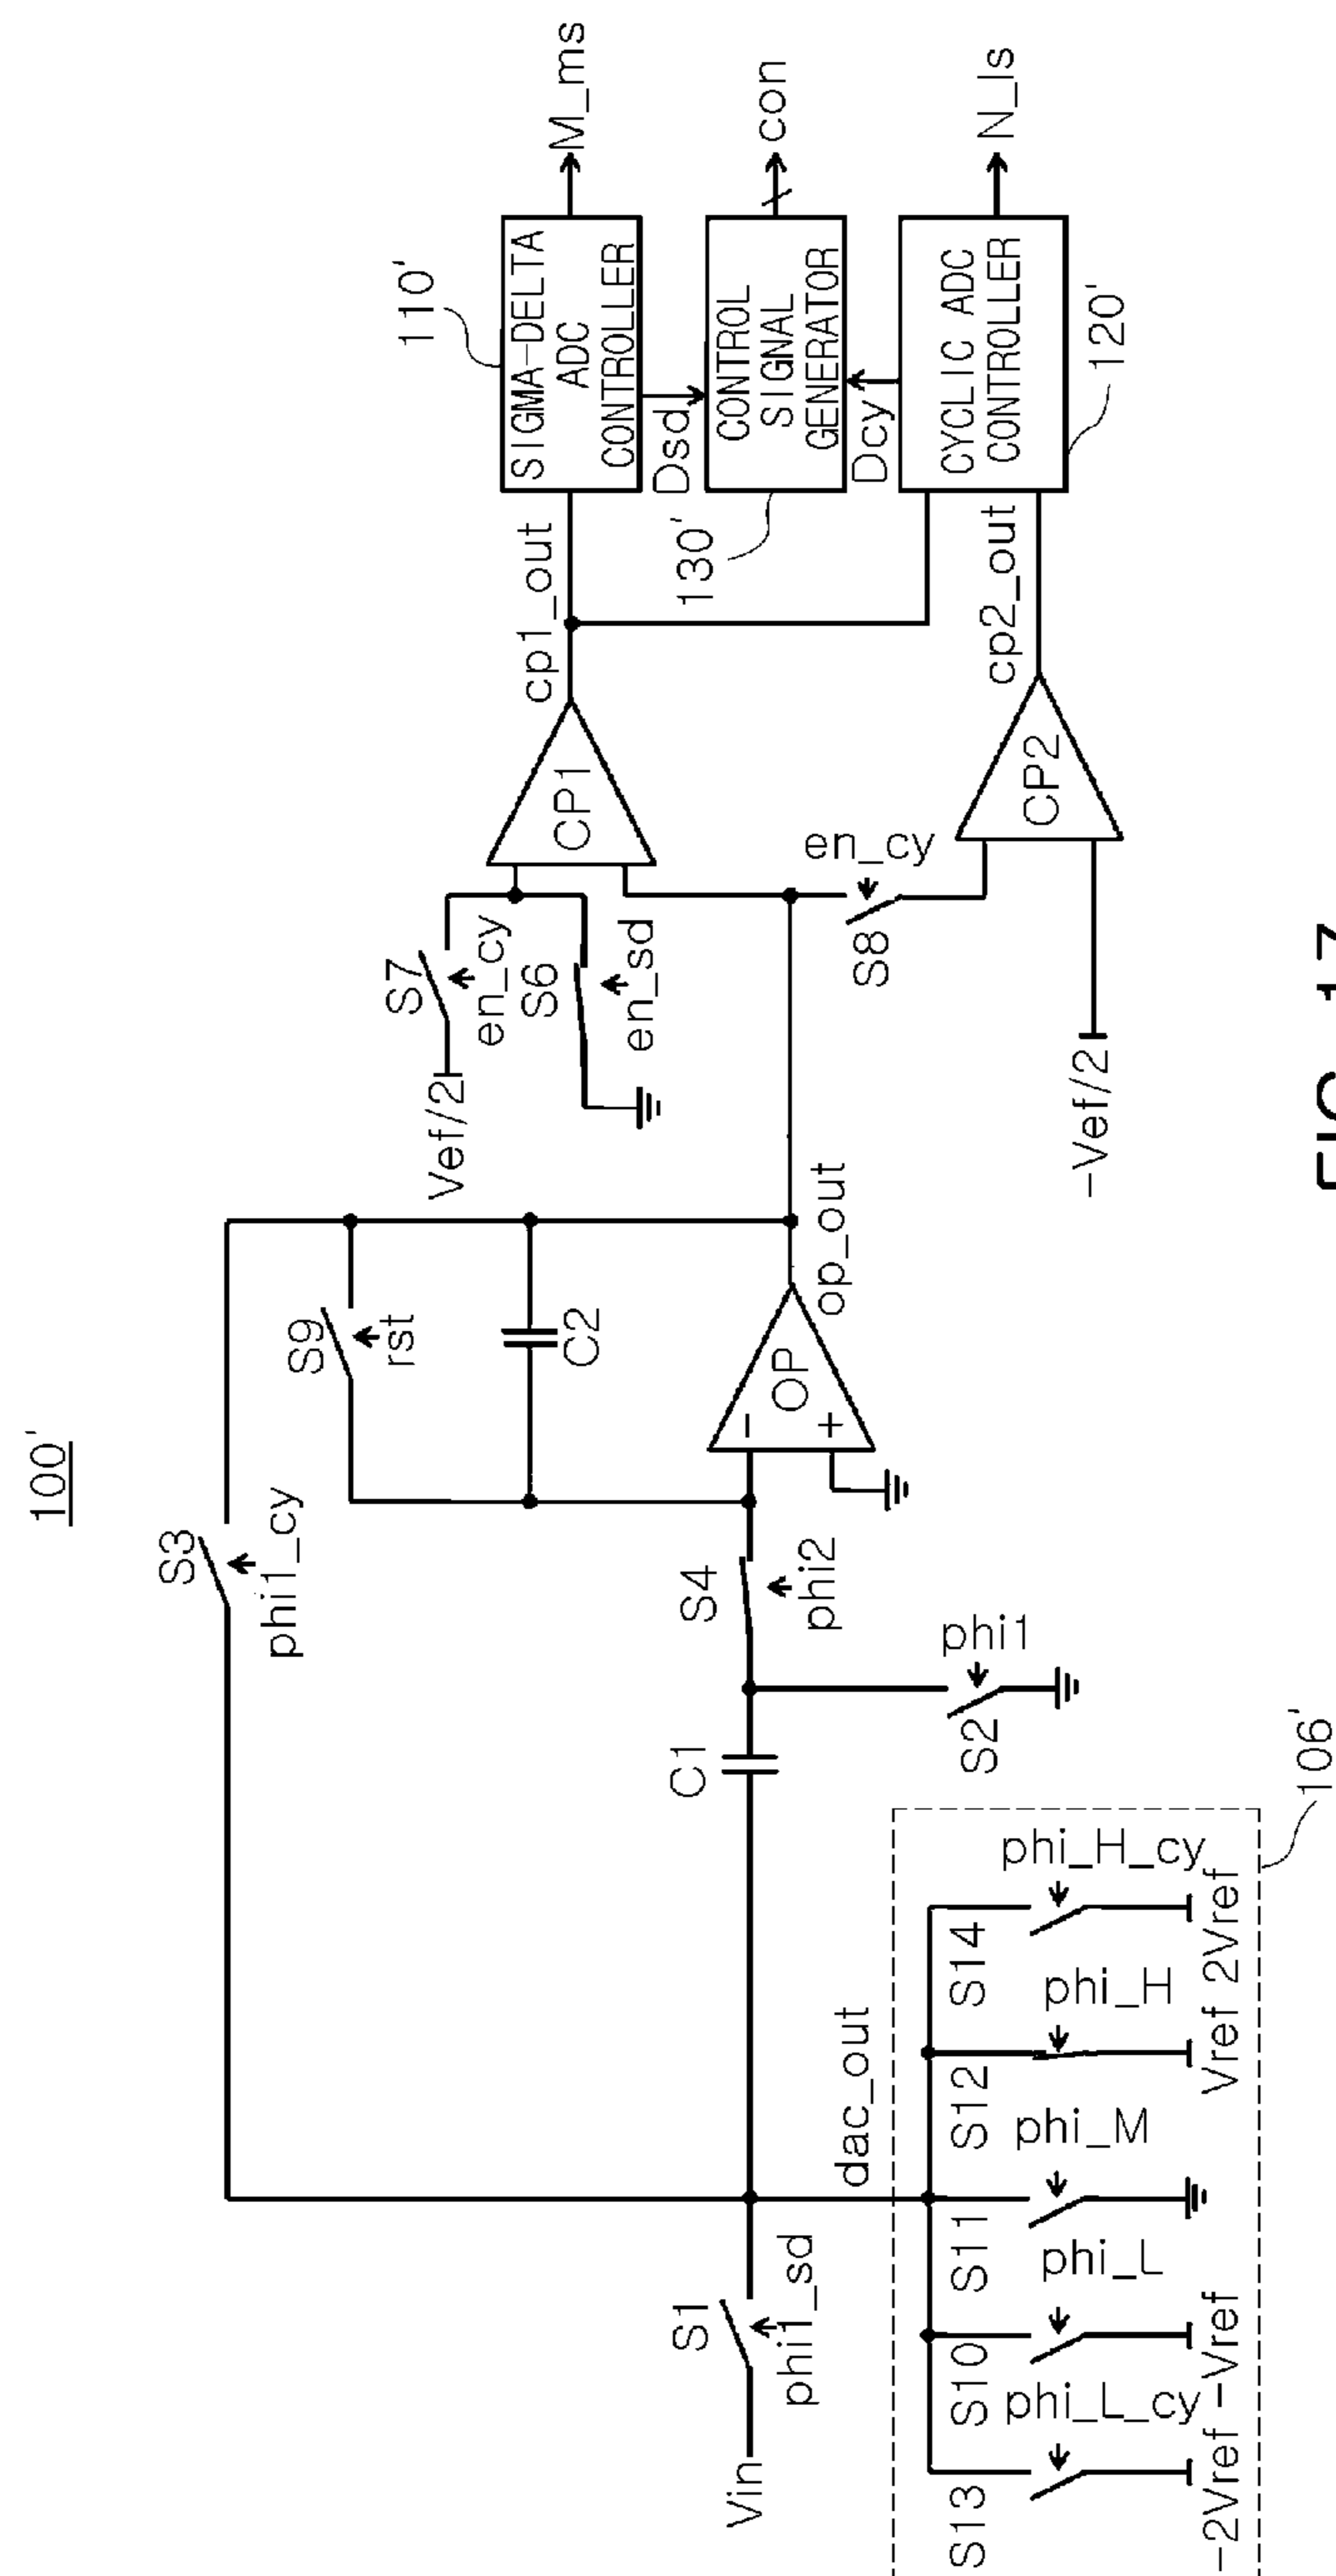 100'
S3
phi1_cy
S9
rst
C2
Vin
S1
phi1_sd
C1
S4
phi2
S2
phi1
OP
-
+
op_out
dac_out
S13
phi_L_cy
-2Vref
S10
phi_L
-Vref
S11
phi_M
S12
phi_H
Vref
S14
phi_H_cy
2Vref
106'
Vef/2
S7
en_cy
S6
en_sd
CP1
cp1_out
S8
en_cy
-Vef/2
CP2
cp2_out
110'
SIGMA-DELTA
ADC
CONTROLLER
M_ms
Dsd
130'
CONTROL
SIGNAL
GENERATOR
con
Dcy
CYCLIC ADC
CONTROLLER
120'
N_ls